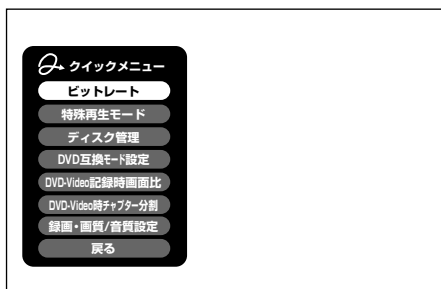 クイックメニュー
ビットレート
特殊再生モード
ディスク管理
DVD互換モード設定
DVD-Video記録時画面比
DVD-Video時チャプター分割
録画・画質/音質設定
戻る